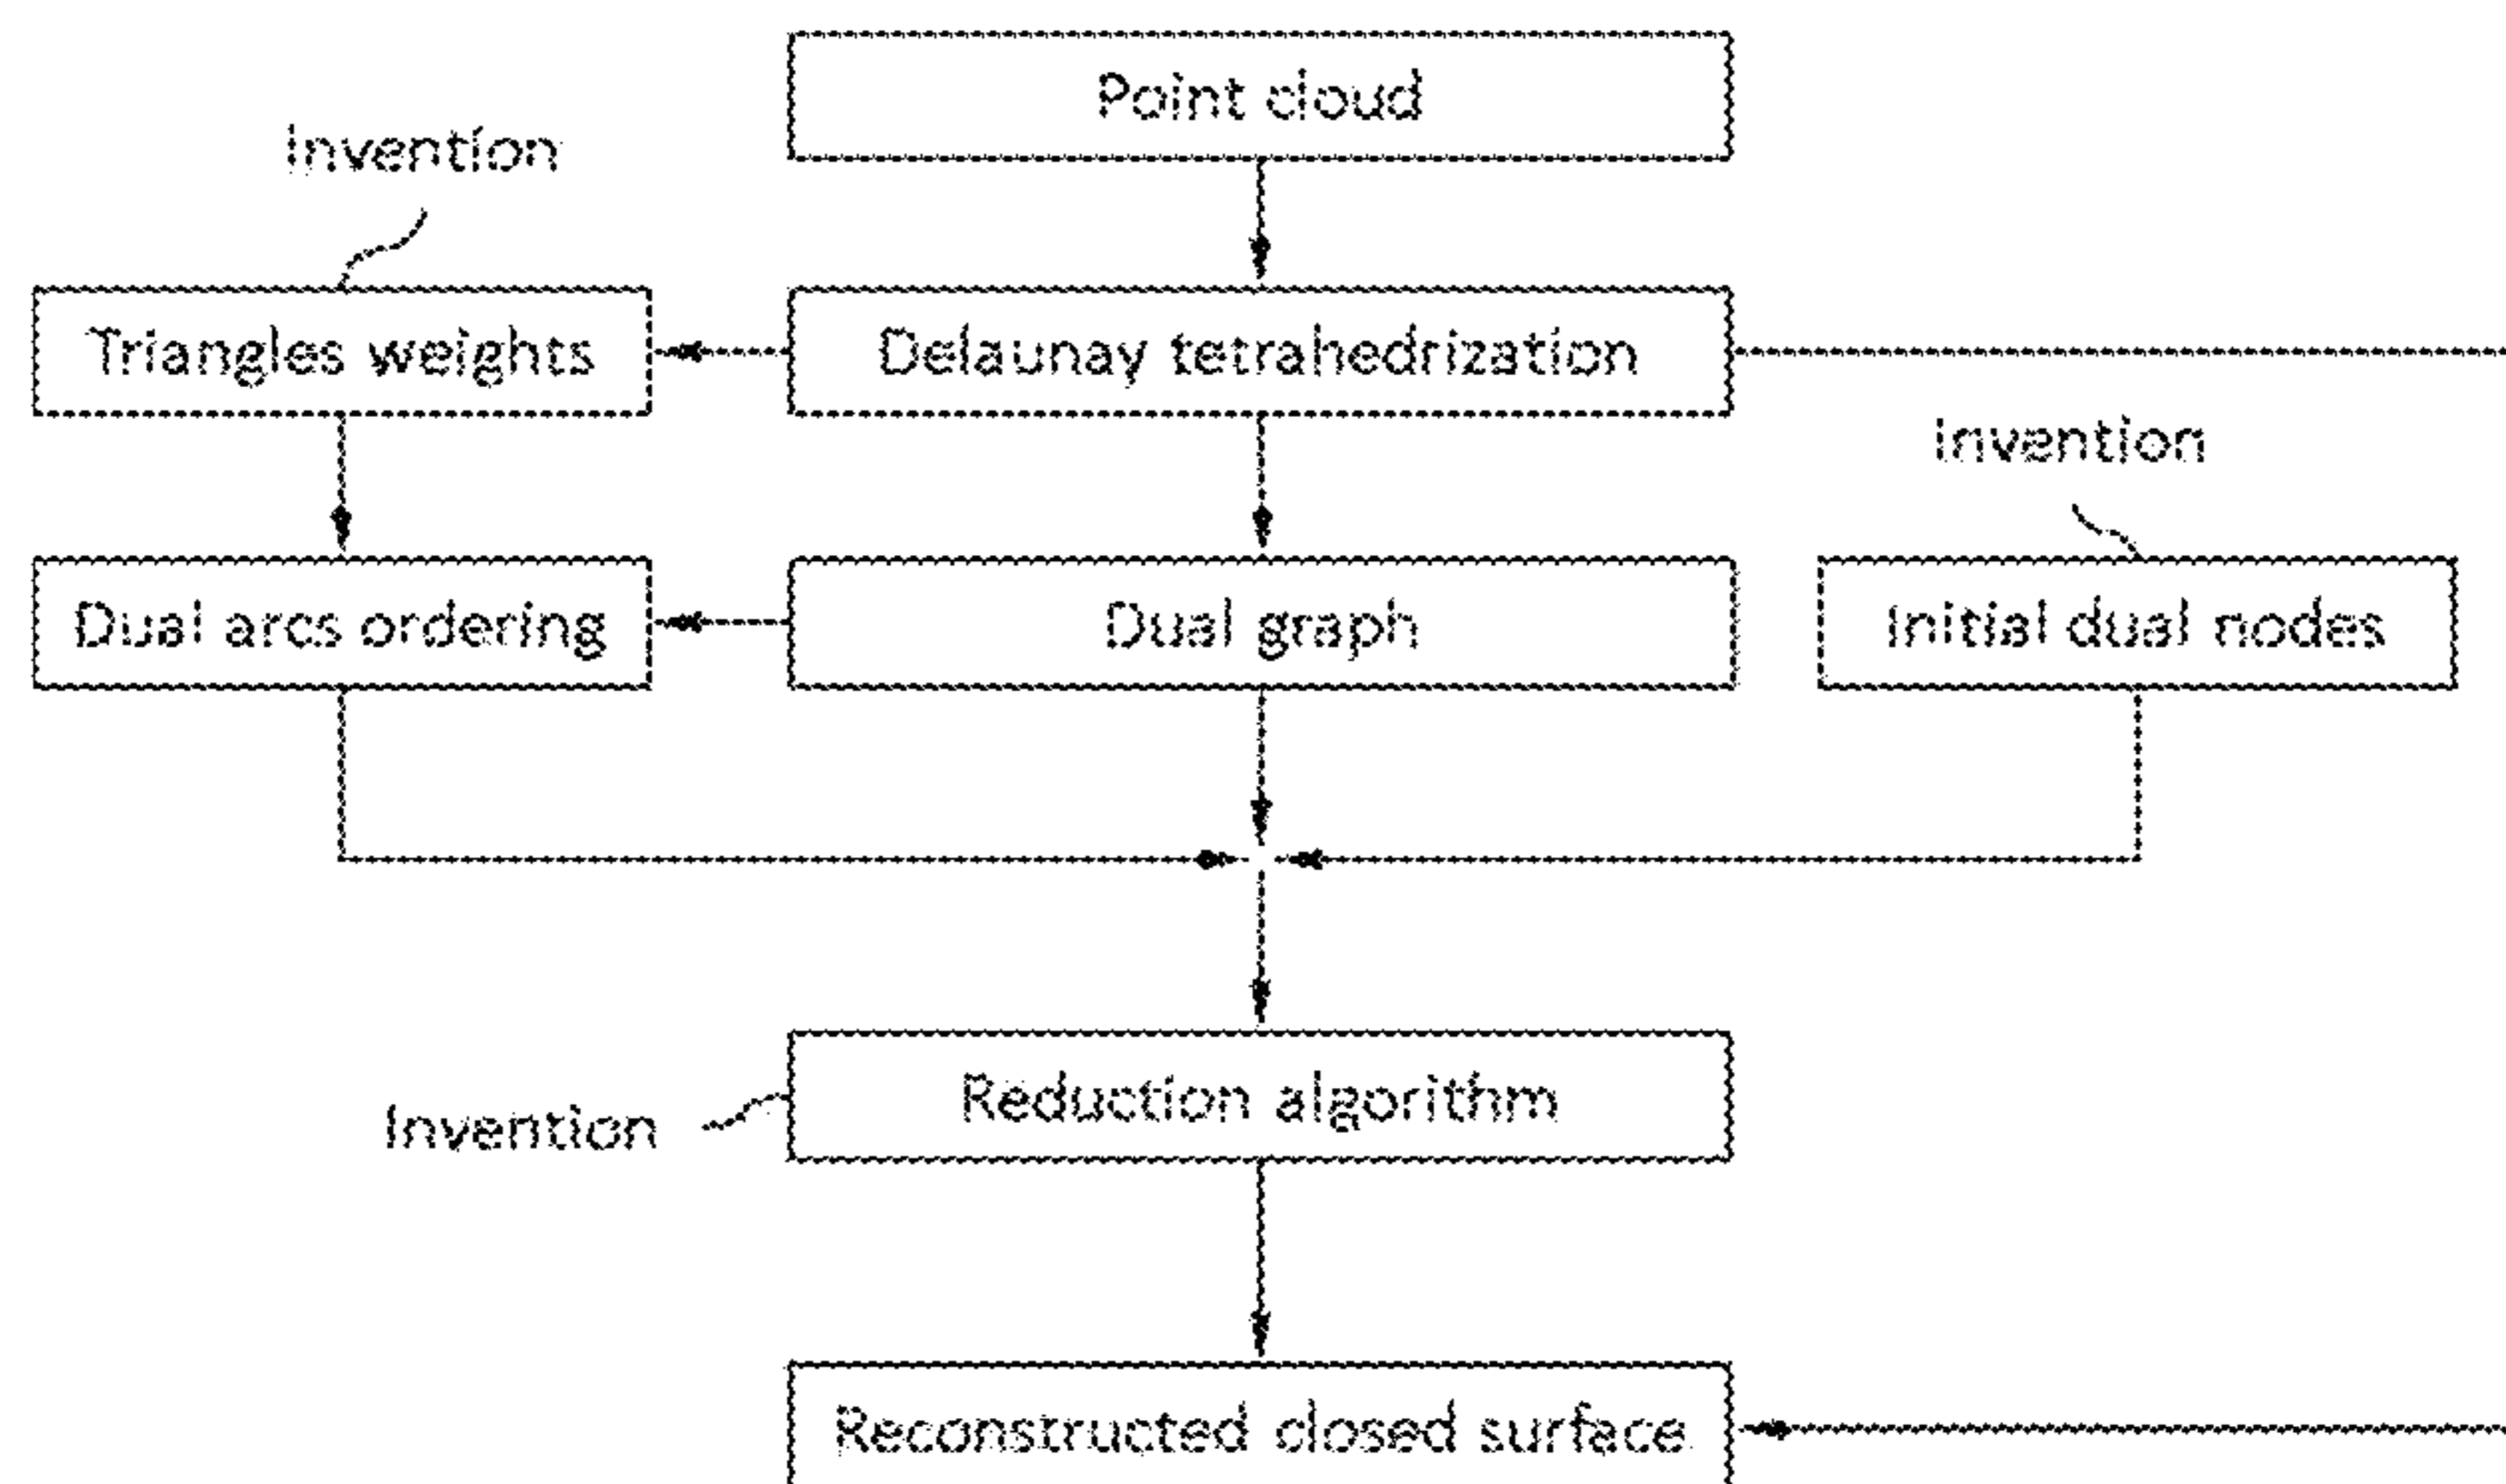 Point cloud
Invention
Triangles weights
Delaunay tetrahedrization
Invention
Dual arcs ordering
Dual graph
Initial dual nodes
Reduction algorithm
Invention
Reconstructed closed surface